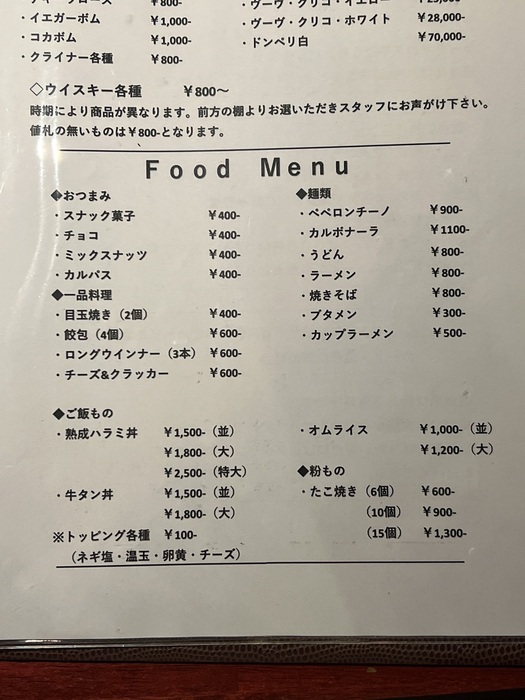 ¥800-
・イエガーボム ¥1,000-
・コカボム ¥1,000-
・クライナー各種 ¥800-
・ヴーヴ・クリコ・イエロー
・ヴーヴ・クリコ・ホワイト ¥28,000-
・ドンペリ白 ¥70,000-
◇ウイスキー各種 ¥800～
時期により商品が異なります。前方の棚よりお選いただきスタッフにお声がけ下さい。
値札の無いものは¥800-となります。
Food Menu
◆おつまみ
・スナック菓子 ¥400-
・チョコ ¥400-
・ミックスナッツ ¥400-
・カルパス ¥400-
◆一品料理
・目玉焼き（2個） ¥400-
・餃包（4個） ¥600-
・ロングウインナー（3本） ¥600-
・チーズ&クラッカー ¥600-
◆麺類
・ペペロンチーノ ¥900-
・カルボナーラ ¥1100-
・うどん ¥800-
・ラーメン ¥800-
・焼きそば ¥800-
・ブタメン ¥300-
・カップラーメン ¥500-
◆ご飯もの
・熟成ハラミ丼 ¥1,500-（並）
¥1,800-（大）
¥2,500-（特大）
・牛タン丼 ¥1,500-（並）
¥1,800-（大）
※トッピング各種 ¥100-
（ネギ塩・温玉・卵黄・チーズ）
・オムライス ¥1,000-（並）
¥1,200-（大）
◆粉もの
・たこ焼き（6個） ¥600-
（10個） ¥900-
（15個） ¥1,300-